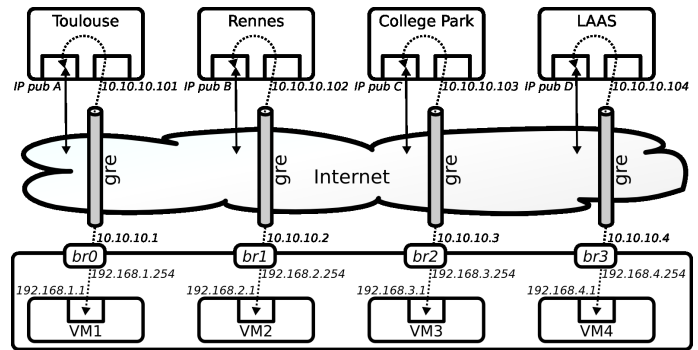 Toulouse Rennes College Park LAAS
IP pub A 10.10.10.101 IP pub B 10.10.10.102 IP pub C 10.10.10.103 IP pub D 10.10.10.104
gre gre gre gre
Internet
10.10.10.1 10.10.10.2 10.10.10.3 10.10.10.4
br0 br1 br2 br3
192.168.1.254 192.168.2.254 192.168.3.254 192.168.4.254
192.168.1.1 192.168.2.1 192.168.3.1 192.168.4.1
VM1 VM2 VM3 VM4